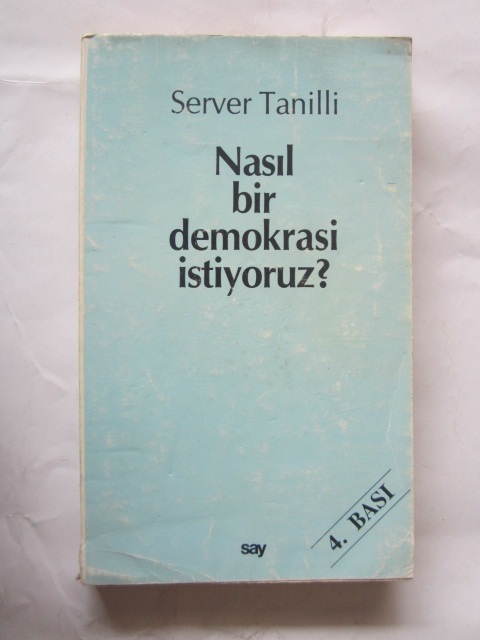 Server Tanilli
Nasıl
bir
demokrasi
istiyoruz?
4. BASI
say